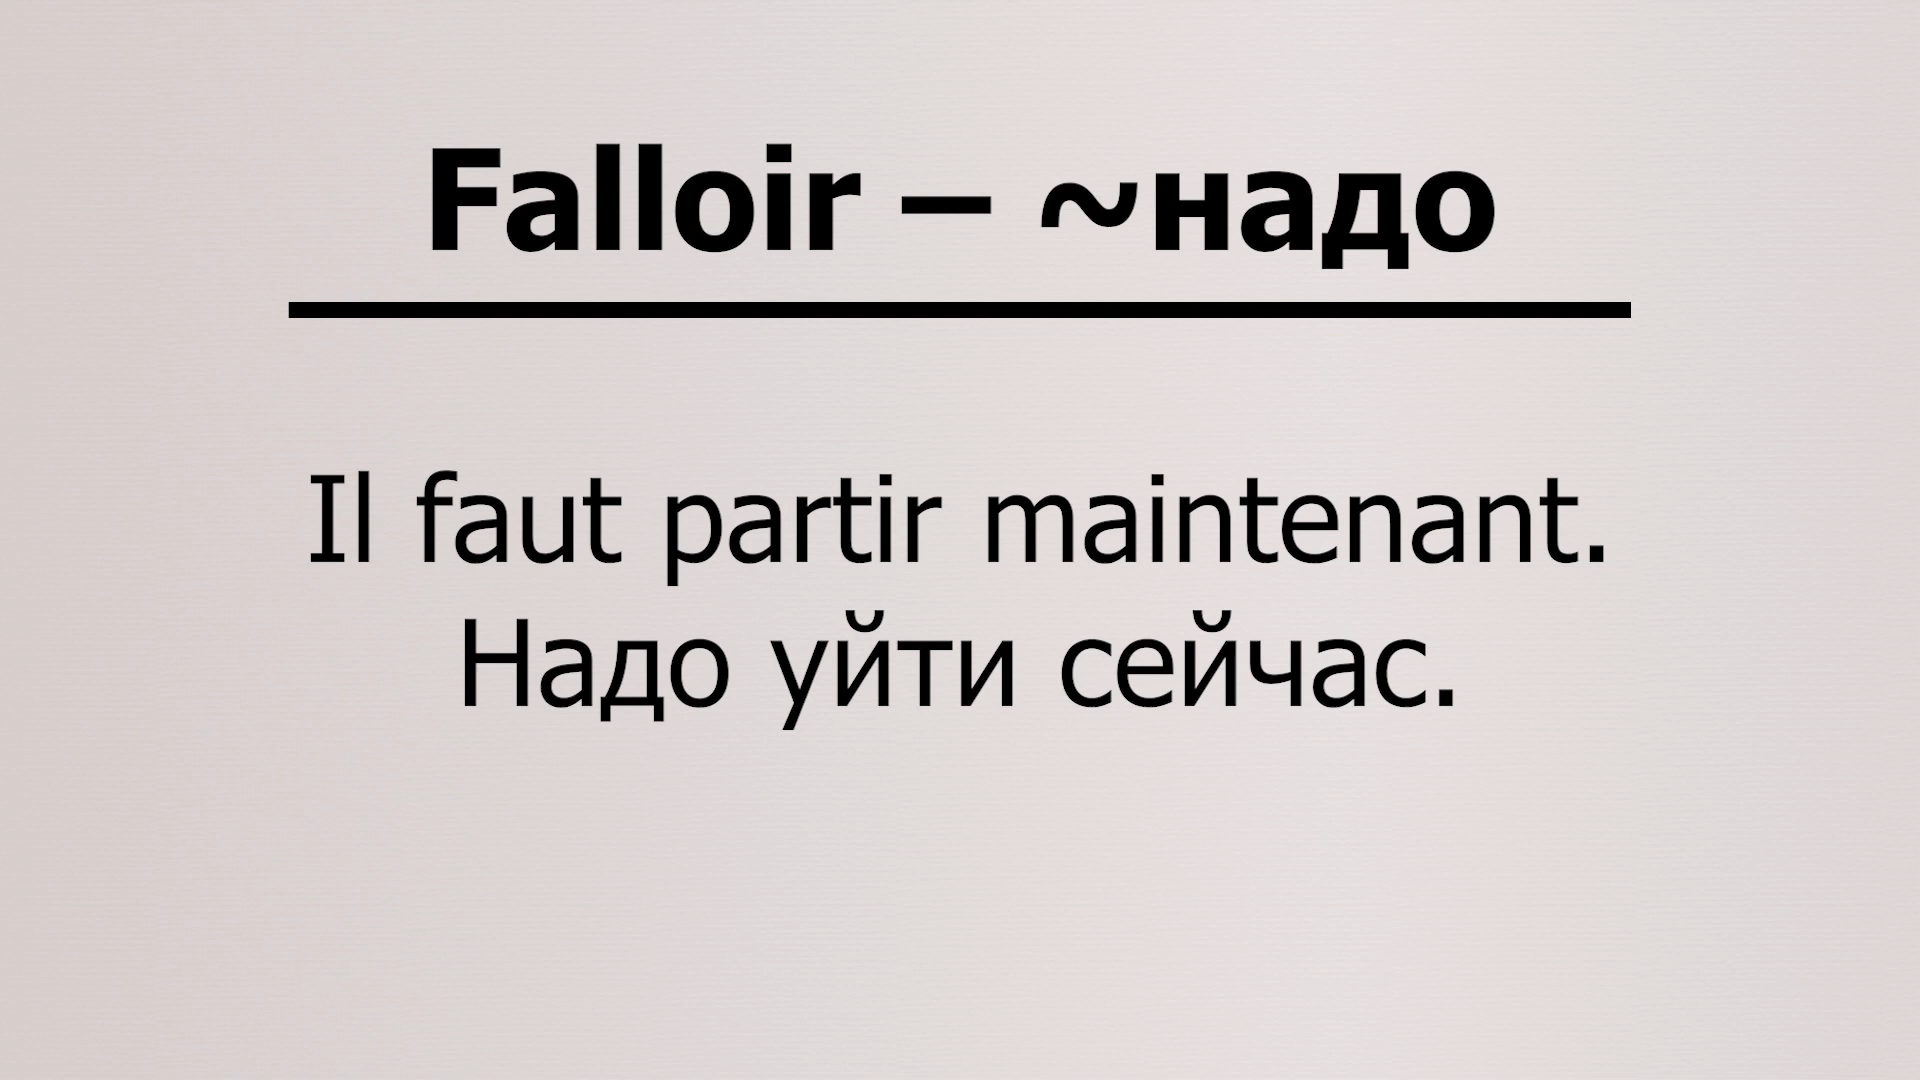 Falloir – ~надо
Il faut partir maintenant.
Надо уйти сейчас.